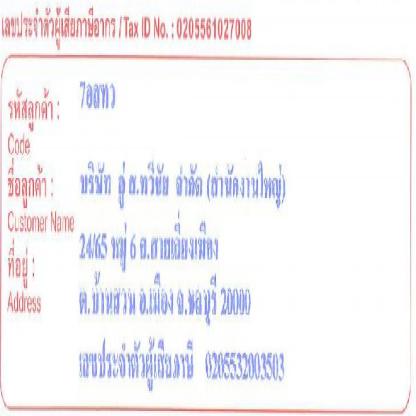 เลขประจำตัวผู้เสียภาษีอากร / Tax ID No. : 0205561027008
รหัสลูกค้า : 7อสทว
Code
ชื่อลูกค้า : บริษัท อู่ ส.ทวีชัย จำกัด (สำนักงานใหญ่)
Customer Name
24/65 หมู่ 6 ถ.สายเลี่ยงเมือง
ที่อยู่ :
Address ต.บ้านสวน อ.เมือง จ.ชลบุรี 20000
เลขประจำตัวผู้เสียภาษี 0205532003503